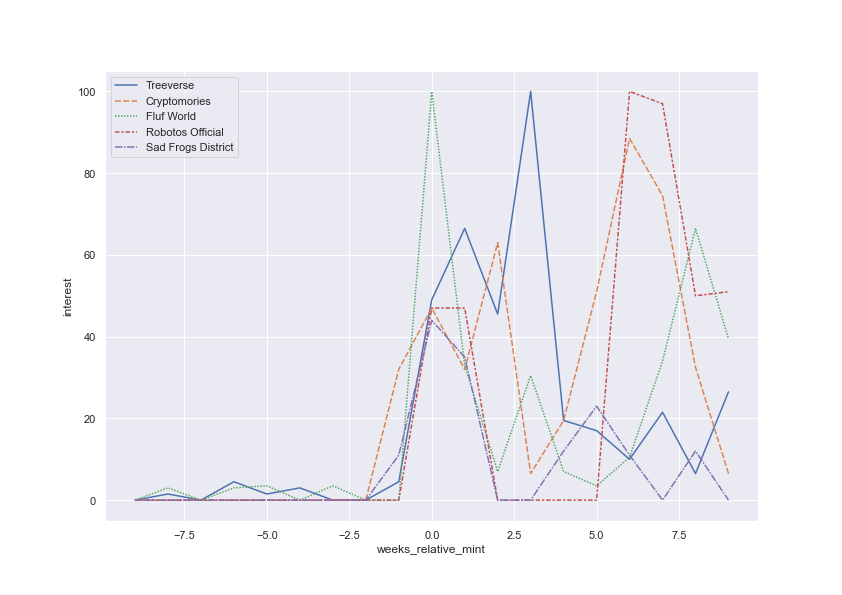 Treeverse
Cryptomories
Fluf World
Robotos Official
Sad Frogs District
100
80
60
40
20
0
interest
−7.5 −5.0 −2.5 0.0 2.5 5.0 7.5
weeks_relative_mint